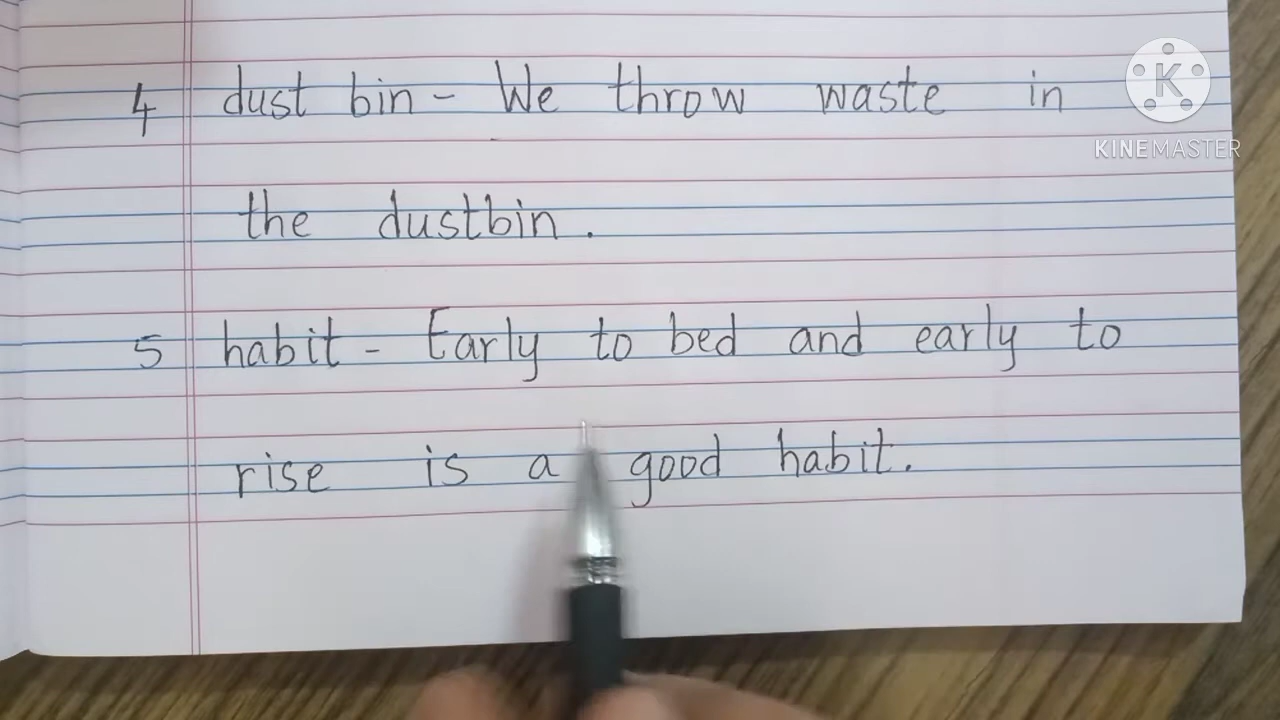 4 dust bin - We throw waste in
the dustbin.
5 habit - Early to bed and early to
rise is a good habit.
K
KINEMASTER